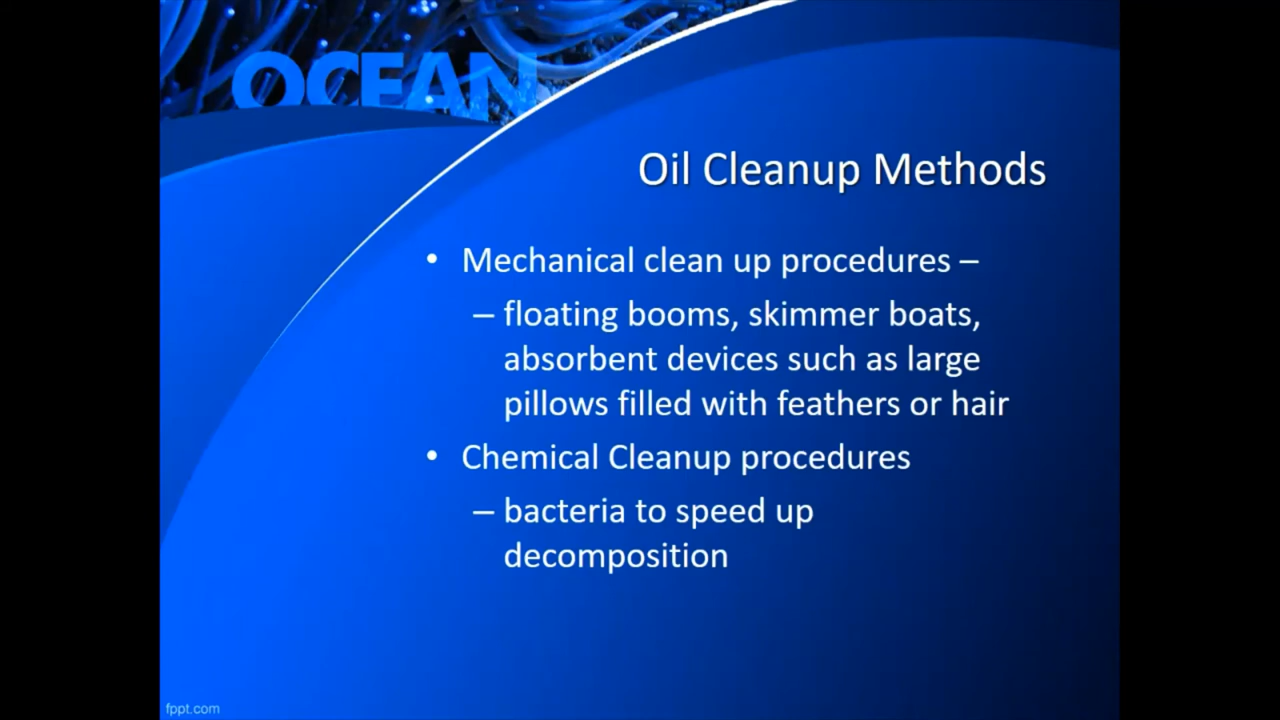 OCEAN
Oil Cleanup Methods
• Mechanical clean up procedures –
– floating booms, skimmer boats,
absorbent devices such as large
pillows filled with feathers or hair
• Chemical Cleanup procedures
– bacteria to speed up
decomposition
fppt.com